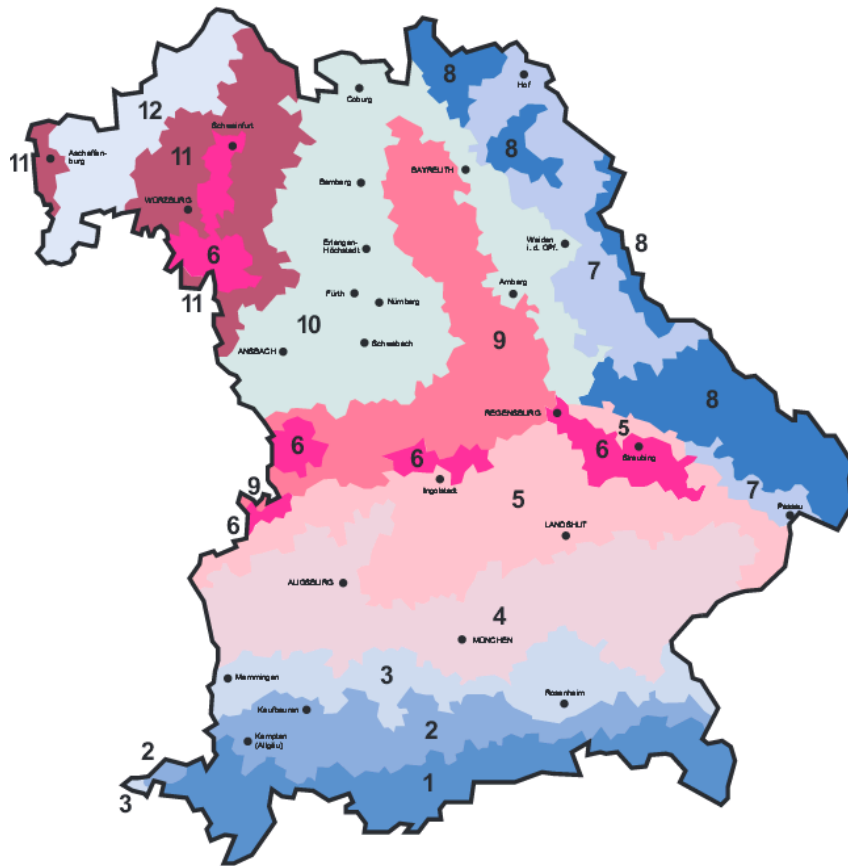 8
Hof
Coburg
12
Schweinfurt
8
11
Aschaffen-
burg
11
BAYREUTH
Bamberg
WÜRZBURG
8
Erlangen-
Höchstadt
Weiden
i. d. OPf.
6
7
11
Amberg
Fürth
Nürnberg
10
9
Schwabach
ANSBACH
8
REGENSBURG
5
6
6
6
Straubing
Ingolstadt
9
7
5
Passau
6
LANDSHUT
AUGSBURG
4
MÜNCHEN
3
Memmingen
Rosenheim
Kaufbeuren
2
Kempten
(Allgäu)
2
1
3